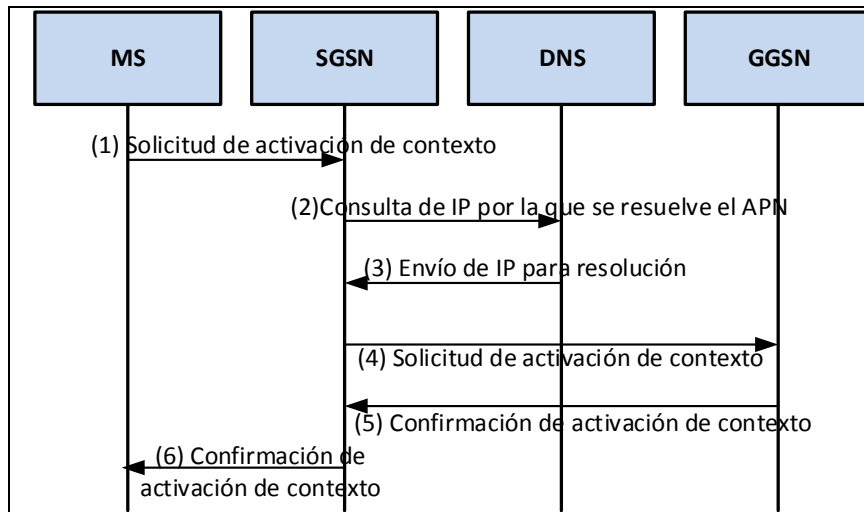 MS
SGSN
DNS
GGSN
(1) Solicitud de activación de contexto
(2)Consulta de IP por la que se resuelve el APN
(3) Envío de IP para resolución
(4) Solicitud de activación de contexto
(5) Confirmación de activación de contexto
(6) Confirmación de
activación de contexto